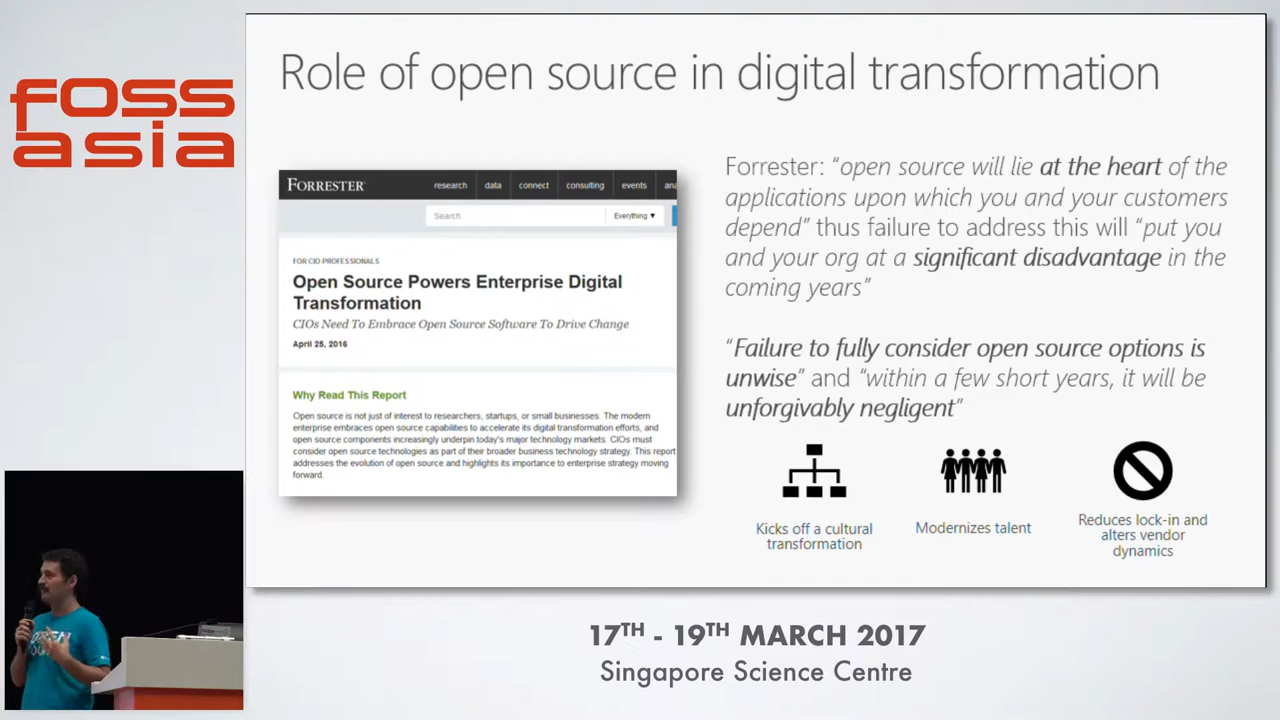 foss
asia
Role of open source in digital transformation
FORRESTER
research data connect consulting events ana
Search Everything ▼
FOR CIO PROFESSIONALS
Open Source Powers Enterprise Digital
Transformation
CIOs Need To Embrace Open Source Software To Drive Change
April 25, 2016
Why Read This Report
Open source is not just of interest to researchers, startups, or small businesses. The modern
enterprise embraces open source capabilities to accelerate its digital transformation efforts, and
open source components increasingly underpin today's major technology markets. CIOs must
consider open source technologies as part of their broader business technology strategy. This report
addresses the evolution of open source and highlights its importance to enterprise strategy moving
forward.
Forrester: “open source will lie at the heart of the
applications upon which you and your customers
depend” thus failure to address this will “put you
and your org at a significant disadvantage in the
coming years”
“Failure to fully consider open source options is
unwise” and “within a few short years, it will be
unforgivably negligent”
Kicks off a cultural
transformation
Modernizes talent
Reduces lock-in and
alters vendor
dynamics
17TH - 19TH MARCH 2017
Singapore Science Centre